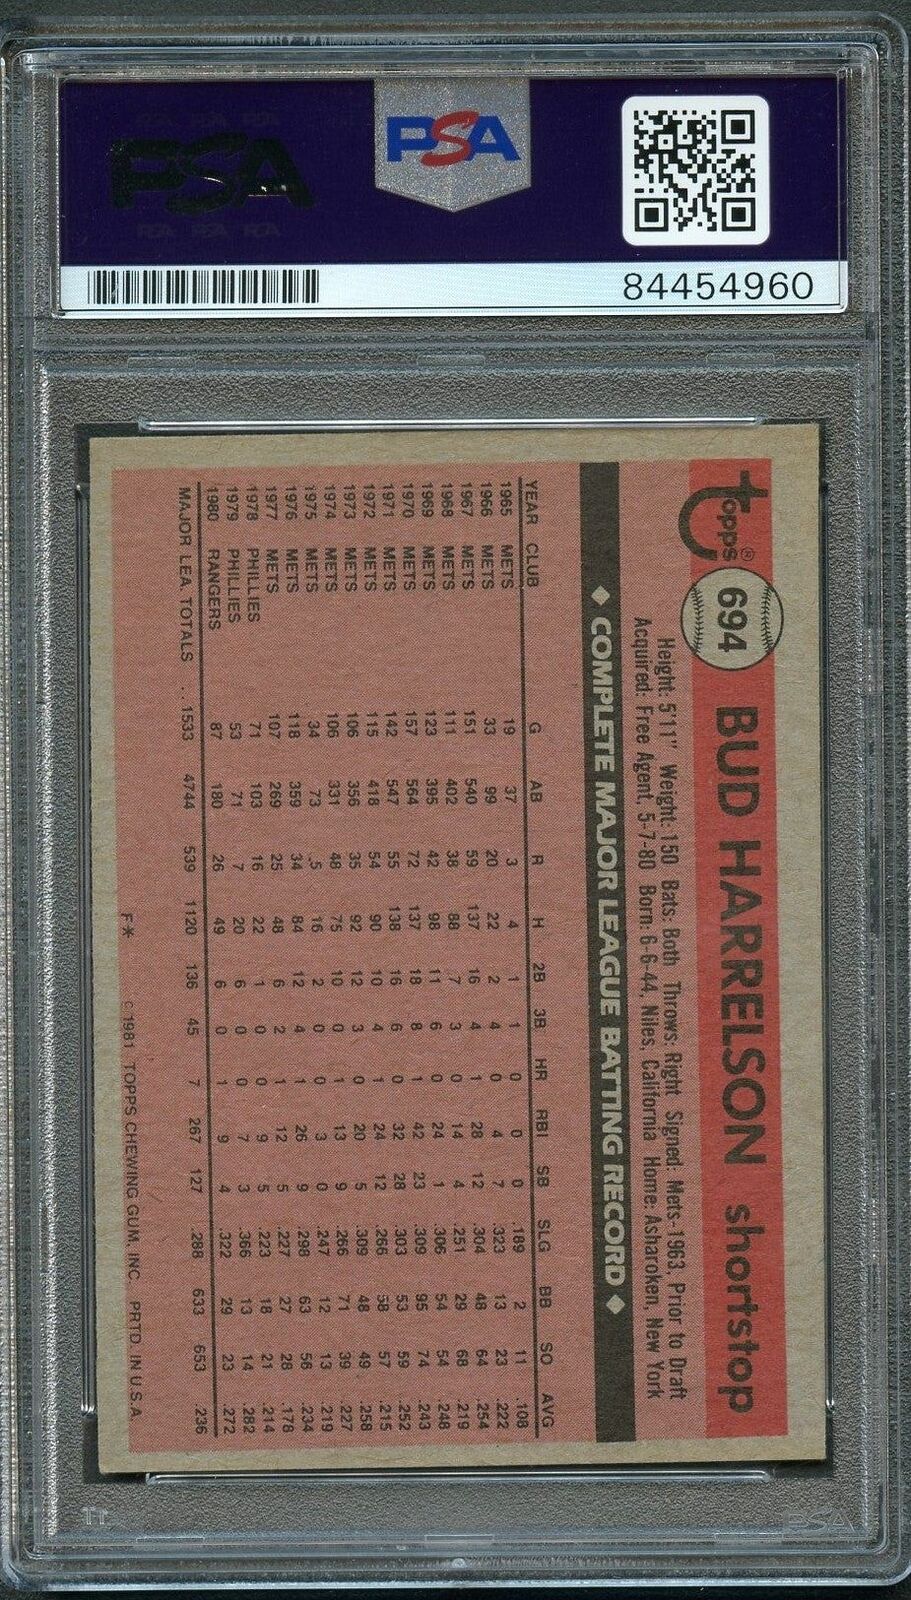 PSA
PSA
84454960
Topps®
694
BUD HARRELSON shortstop
Height: 5'11" Weight: 150 Bats: Both Throws: Right Signed: Mets-1963, Prior to Draft
Acquired: Free Agent, 5-7-80 Born: 6-6-44, Niles, California Home: Asharoken, New York
◆ COMPLETE MAJOR LEAGUE BATTING RECORD ◆
YEAR CLUB G AB R H 2B 3B HR RBI SB SLG BB SO AVG
1965 METS 19 37 3 4 1 1 0 0 0 .189 2 11 .108
1966 METS 33 99 20 22 2 4 0 4 7 .323 13 23 .222
1967 METS 151 540 59 137 16 4 1 28 12 .304 48 64 .254
1968 METS 111 402 38 88 7 3 0 14 4 .251 29 68 .219
1969 METS 123 395 42 98 11 6 0 24 1 .306 54 54 .248
1970 METS 157 564 72 137 18 8 1 42 23 .309 95 74 .243
1971 METS 142 547 55 138 16 6 0 32 28 .303 53 59 .252
1972 METS 115 418 54 90 10 4 1 24 12 .266 58 57 .215
1973 METS 106 356 35 92 12 3 0 20 5 .309 48 49 .258
1974 METS 106 331 48 75 10 0 1 13 9 .266 71 39 .227
1975 METS 34 73 5 16 2 0 0 3 0 .247 12 13 .219
1976 METS 118 359 34 84 12 4 1 26 9 .298 63 56 .234
1977 METS 107 269 25 48 6 2 1 12 5 .227 27 28 .178
1978 PHILLIES 71 103 16 22 1 0 0 9 5 .223 18 21 .214
1979 PHILLIES 53 71 7 20 6 0 0 7 3 .366 13 14 .282
1980 RANGERS 87 180 26 49 6 0 1 9 4 .322 29 23 .272
MAJOR LEA. TOTALS .. 1533 4744 539 1120 136 45 7 267 127 .288 633 653 .236
F* © 1981 TOPPS CHEWING GUM, INC. PRTD. IN U.S.A.
PSA